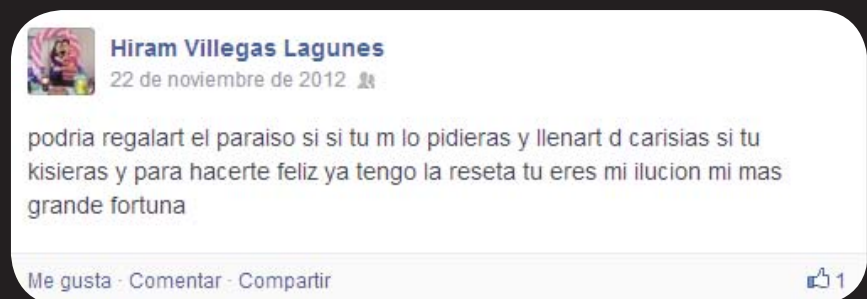 Hiram Villegas Lagunes
22 de noviembre de 2012
podria regalart el paraiso si si tu m lo pidieras y llenart d carisias si tu
kisieras y para hacerte feliz ya tengo la reseta tu eres mi ilucion mi mas
grande fortuna
Me gusta · Comentar · Compartir 1